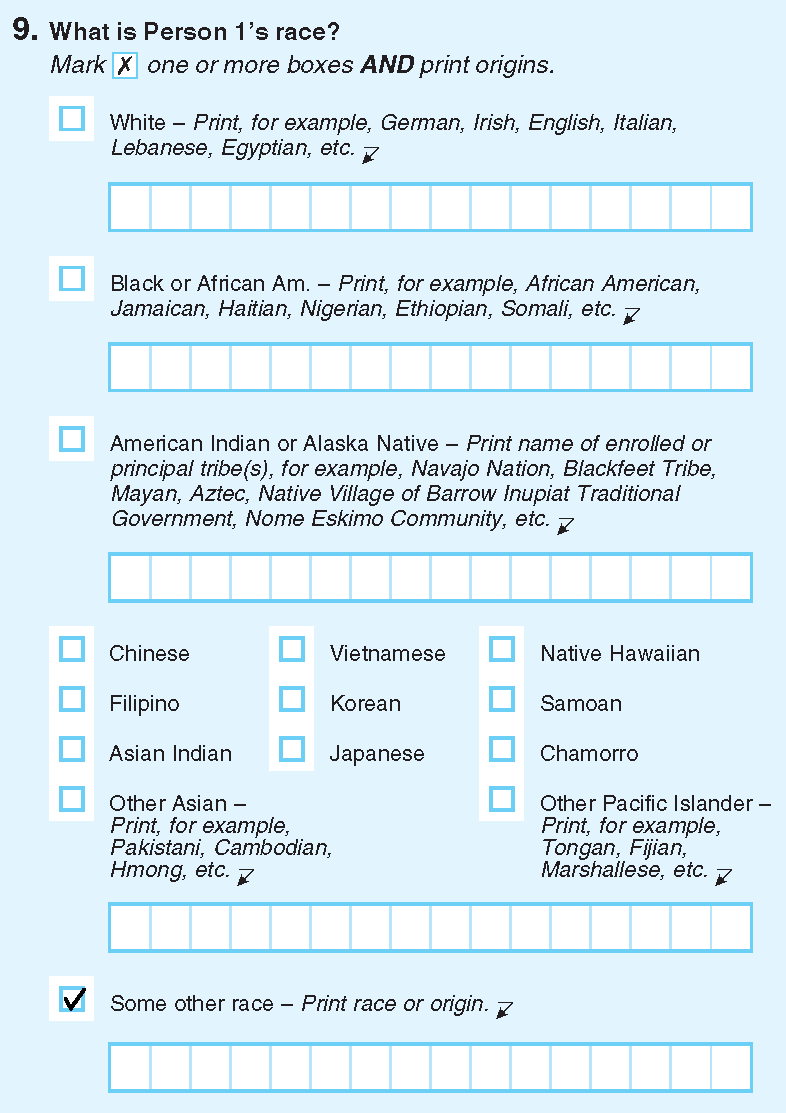 9. What is Person 1's race?
Mark ✗ one or more boxes AND print origins.
White – Print, for example, German, Irish, English, Italian,
Lebanese, Egyptian, etc.
Black or African Am. – Print, for example, African American,
Jamaican, Haitian, Nigerian, Ethiopian, Somali, etc.
American Indian or Alaska Native – Print name of enrolled or
principal tribe(s), for example, Navajo Nation, Blackfeet Tribe,
Mayan, Aztec, Native Village of Barrow Inupiat Traditional
Government, Nome Eskimo Community, etc.
Chinese
Vietnamese
Native Hawaiian
Filipino
Korean
Samoan
Asian Indian
Japanese
Chamorro
Other Asian –
Print, for example,
Pakistani, Cambodian,
Hmong, etc.
Other Pacific Islander –
Print, for example,
Tongan, Fijian,
Marshallese, etc.
Some other race – Print race or origin.